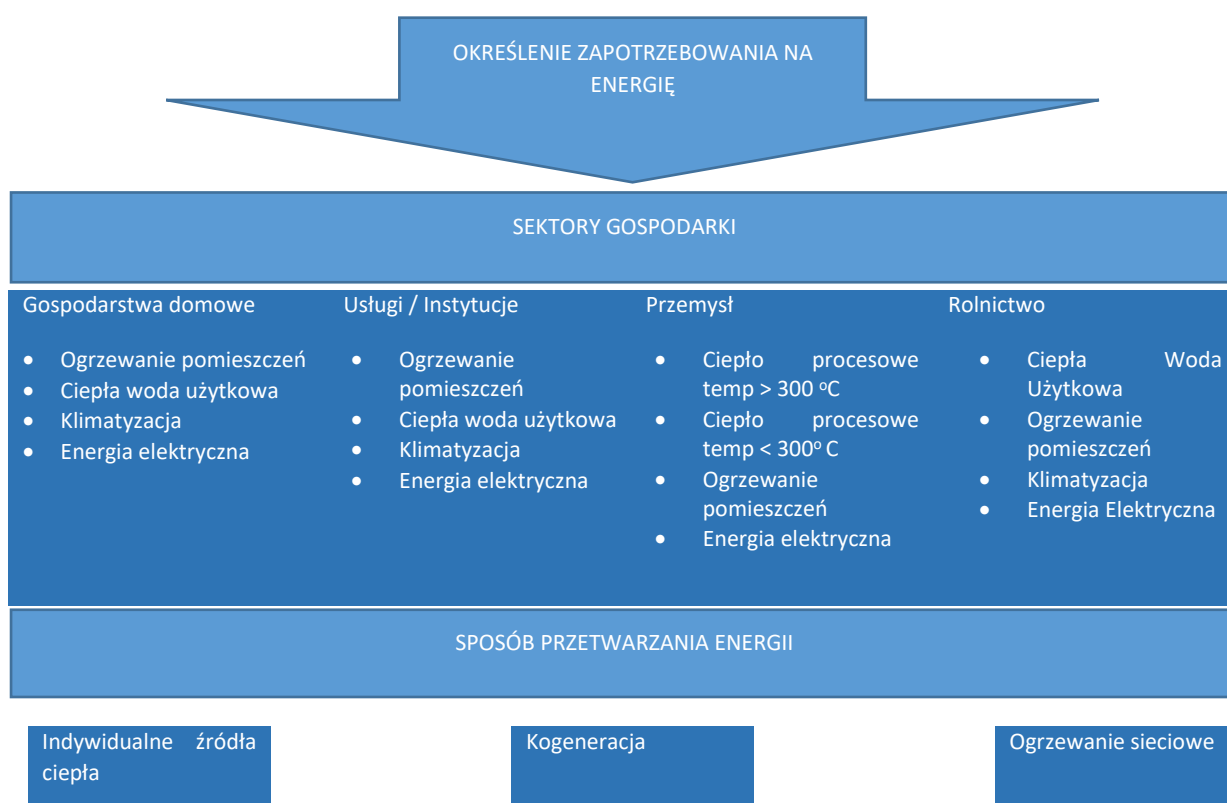 OKREŚLENIE ZAPOTRZEBOWANIA NA
ENERGIĘ
SEKTORY GOSPODARKI
Gospodarstwa domowe
• Ogrzewanie pomieszczeń
• Ciepła woda użytkowa
• Klimatyzacja
• Energia elektryczna
Usługi / Instytucje
• Ogrzewanie
pomieszczeń
• Ciepła woda użytkowa
• Klimatyzacja
• Energia elektryczna
Przemysł
• Ciepło procesowe
temp > 300 °C
• Ciepło procesowe
temp < 300° C
• Ogrzewanie
pomieszczeń
• Energia elektryczna
Rolnictwo
• Ciepła Woda
Użytkowa
• Ogrzewanie
pomieszczeń
• Klimatyzacja
• Energia Elektryczna
SPOSÓB PRZETWARZANIA ENERGII
Indywidualne źródła
ciepła
Kogeneracja
Ogrzewanie sieciowe